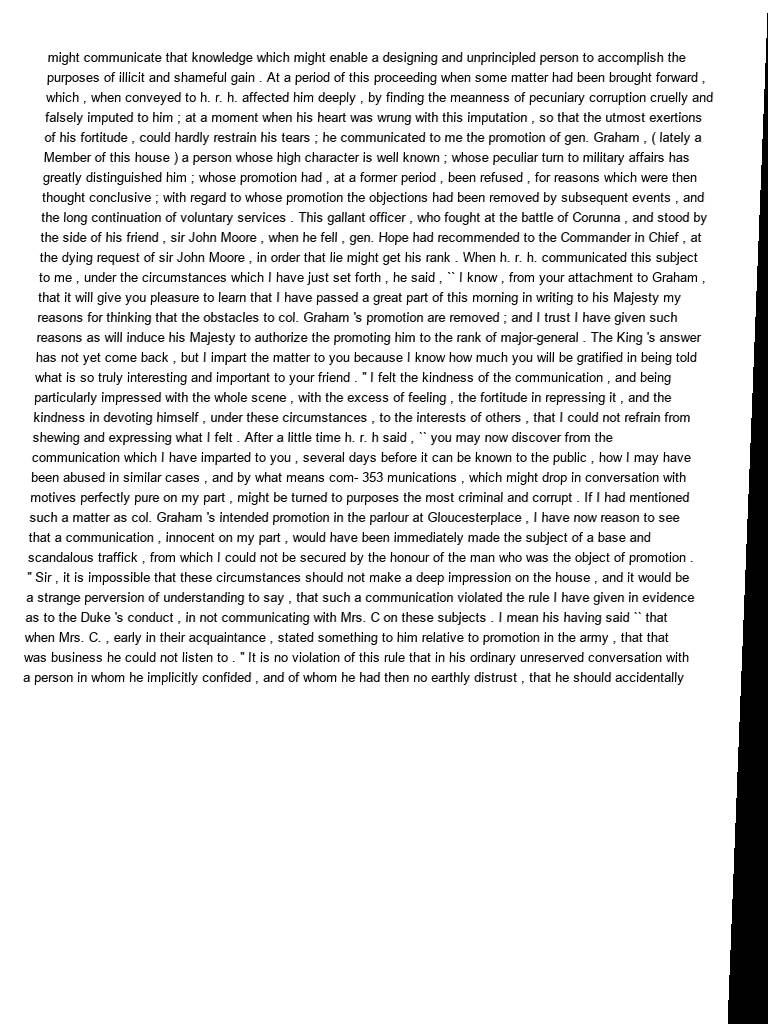 might communicate that knowledge which might enable a designing and unprincipled person to accomplish the
purposes of illicit and shameful gain . At a period of this proceeding when some matter had been brought forward ,
which , when conveyed to h. r. h. affected him deeply , by finding the meanness of pecuniary corruption cruelly and
falsely imputed to him ; at a moment when his heart was wrung with this imputation , so that the utmost exertions
of his fortitude , could hardly restrain his tears ; he communicated to me the promotion of gen. Graham , ( lately a
Member of this house ) a person whose high character is well known ; whose peculiar turn to military affairs has
greatly distinguished him ; whose promotion had , at a former period , been refused , for reasons which were then
thought conclusive ; with regard to whose promotion the objections had been removed by subsequent events , and
the long continuation of voluntary services . This gallant officer , who fought at the battle of Corunna , and stood by
the side of his friend , sir John Moore , when he fell , gen. Hope had recommended to the Commander in Chief , at
the dying request of sir John Moore , in order that lie might get his rank . When h. r. h. communicated this subject
to me , under the circumstances which I have just set forth , he said , `` I know , from your attachment to Graham ,
that it will give you pleasure to learn that I have passed a great part of this morning in writing to his Majesty my
reasons for thinking that the obstacles to col. Graham 's promotion are removed ; and I trust I have given such
reasons as will induce his Majesty to authorize the promoting him to the rank of major-general . The King 's answer
has not yet come back , but I impart the matter to you because I know how much you will be gratified in being told
what is so truly interesting and important to your friend . " I felt the kindness of the communication , and being
particularly impressed with the whole scene , with the excess of feeling , the fortitude in repressing it , and the
kindness in devoting himself , under these circumstances , to the interests of others , that I could not refrain from
shewing and expressing what I felt . After a little time h. r. h said , `` you may now discover from the
communication which I have imparted to you , several days before it can be known to the public , how I may have
been abused in similar cases , and by what means com- 353 munications , which might drop in conversation with
motives perfectly pure on my part , might be turned to purposes the most criminal and corrupt . If I had mentioned
such a matter as col. Graham 's intended promotion in the parlour at Gloucesterplace , I have now reason to see
that a communication , innocent on my part , would have been immediately made the subject of a base and
scandalous traffick , from which I could not be secured by the honour of the man who was the object of promotion .
" Sir , it is impossible that these circumstances should not make a deep impression on the house , and it would be
a strange perversion of understanding to say , that such a communication violated the rule I have given in evidence
as to the Duke 's conduct , in not communicating with Mrs. C on these subjects . I mean his having said `` that
when Mrs. C. , early in their acquaintance , stated something to him relative to promotion in the army , that that
was business he could not listen to . " It is no violation of this rule that in his ordinary unreserved conversation with
a person in whom he implicitly confided , and of whom he had then no earthly distrust , that he should accidentally